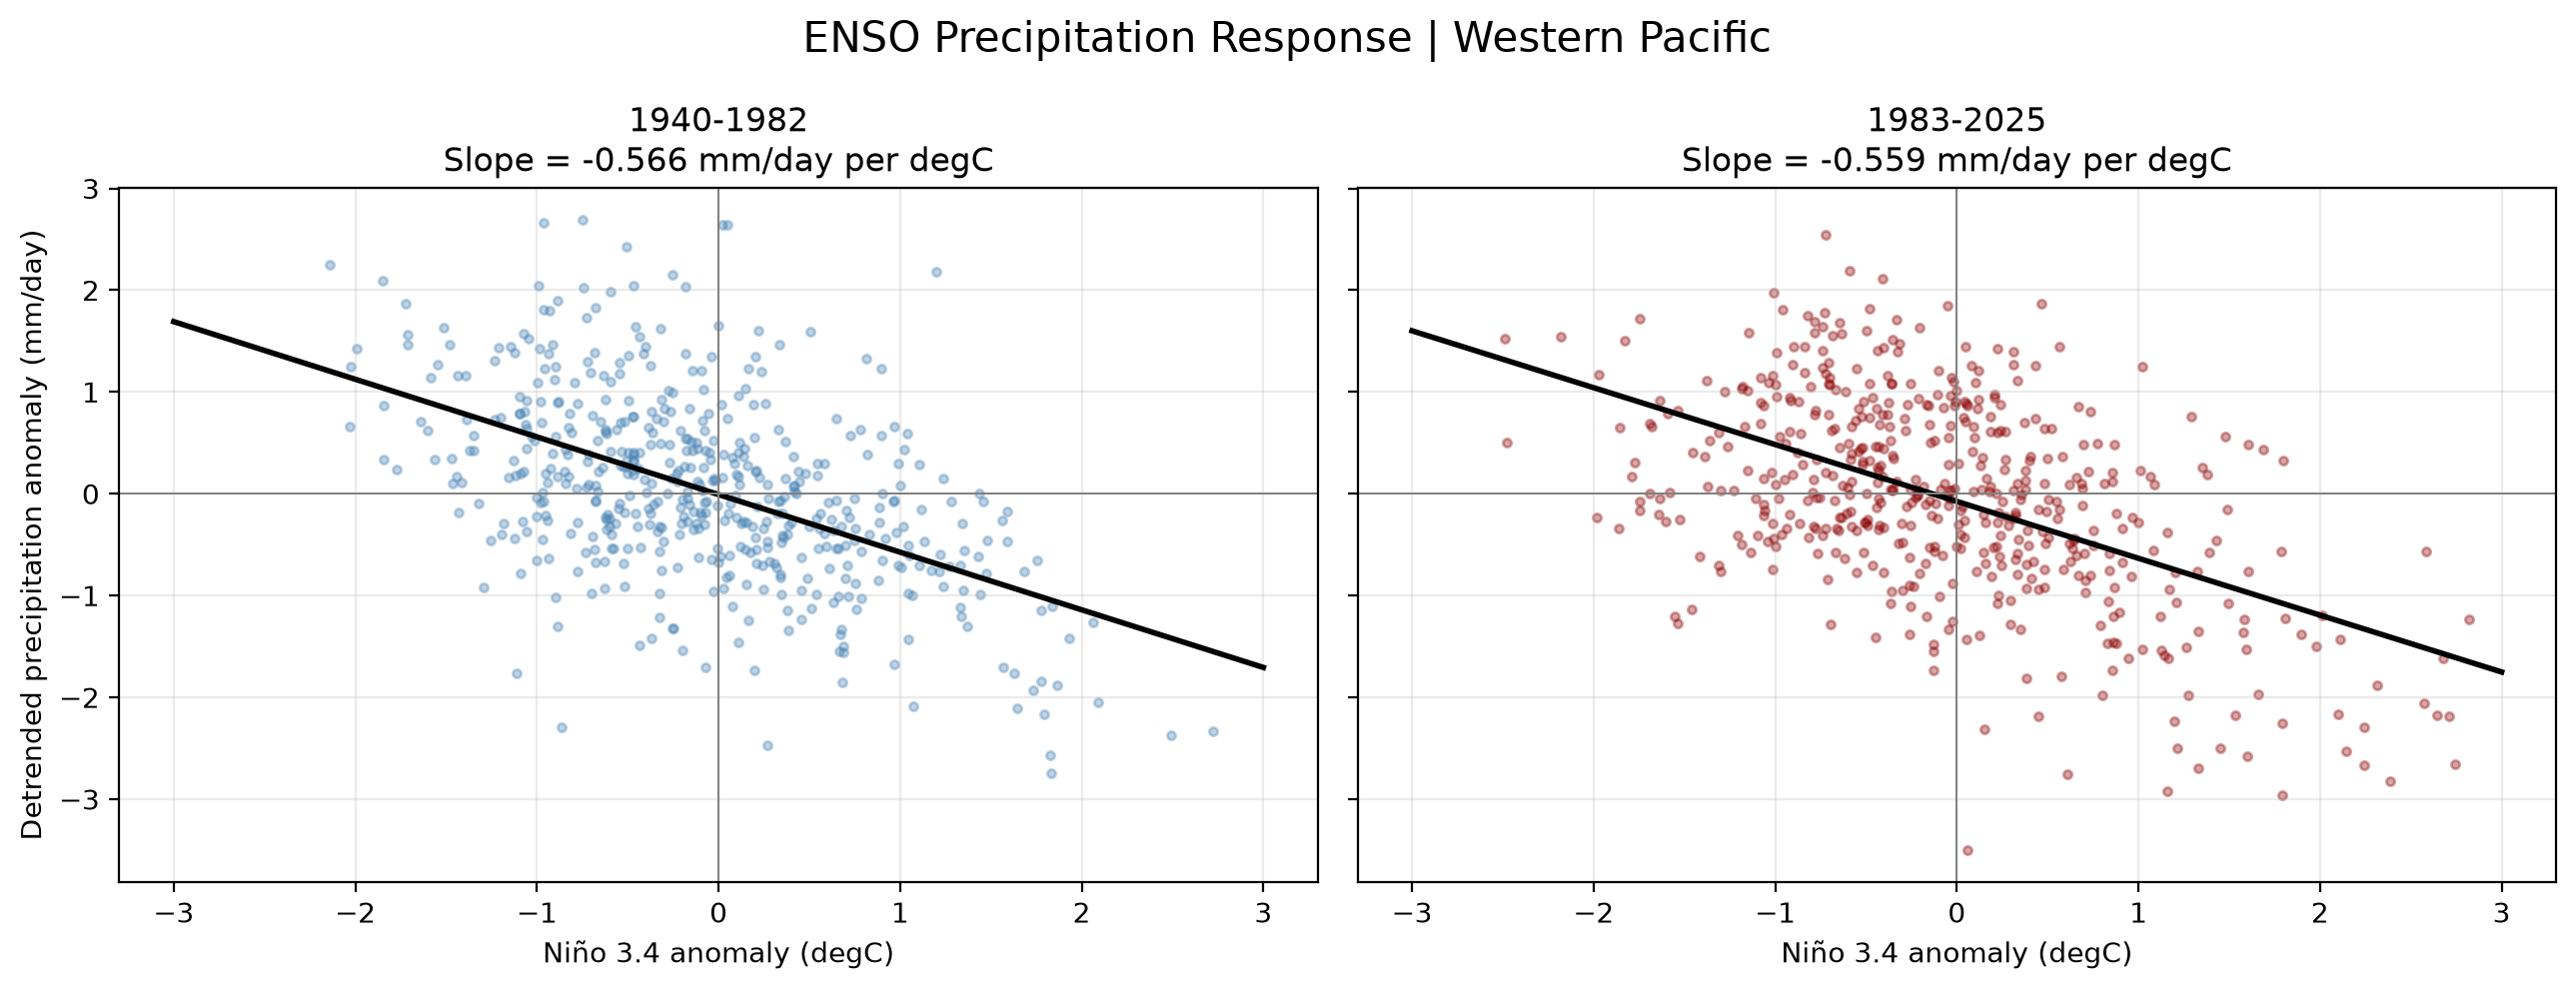 ENSO Precipitation Response | Western Pacific
1940-1982
Slope = -0.566 mm/day per degC
1983-2025
Slope = -0.559 mm/day per degC
Detrended precipitation anomaly (mm/day)
3
2
1
0
−1
−2
−3
−3 −2 −1 0 1 2 3
−3 −2 −1 0 1 2 3
Niño 3.4 anomaly (degC)
Niño 3.4 anomaly (degC)